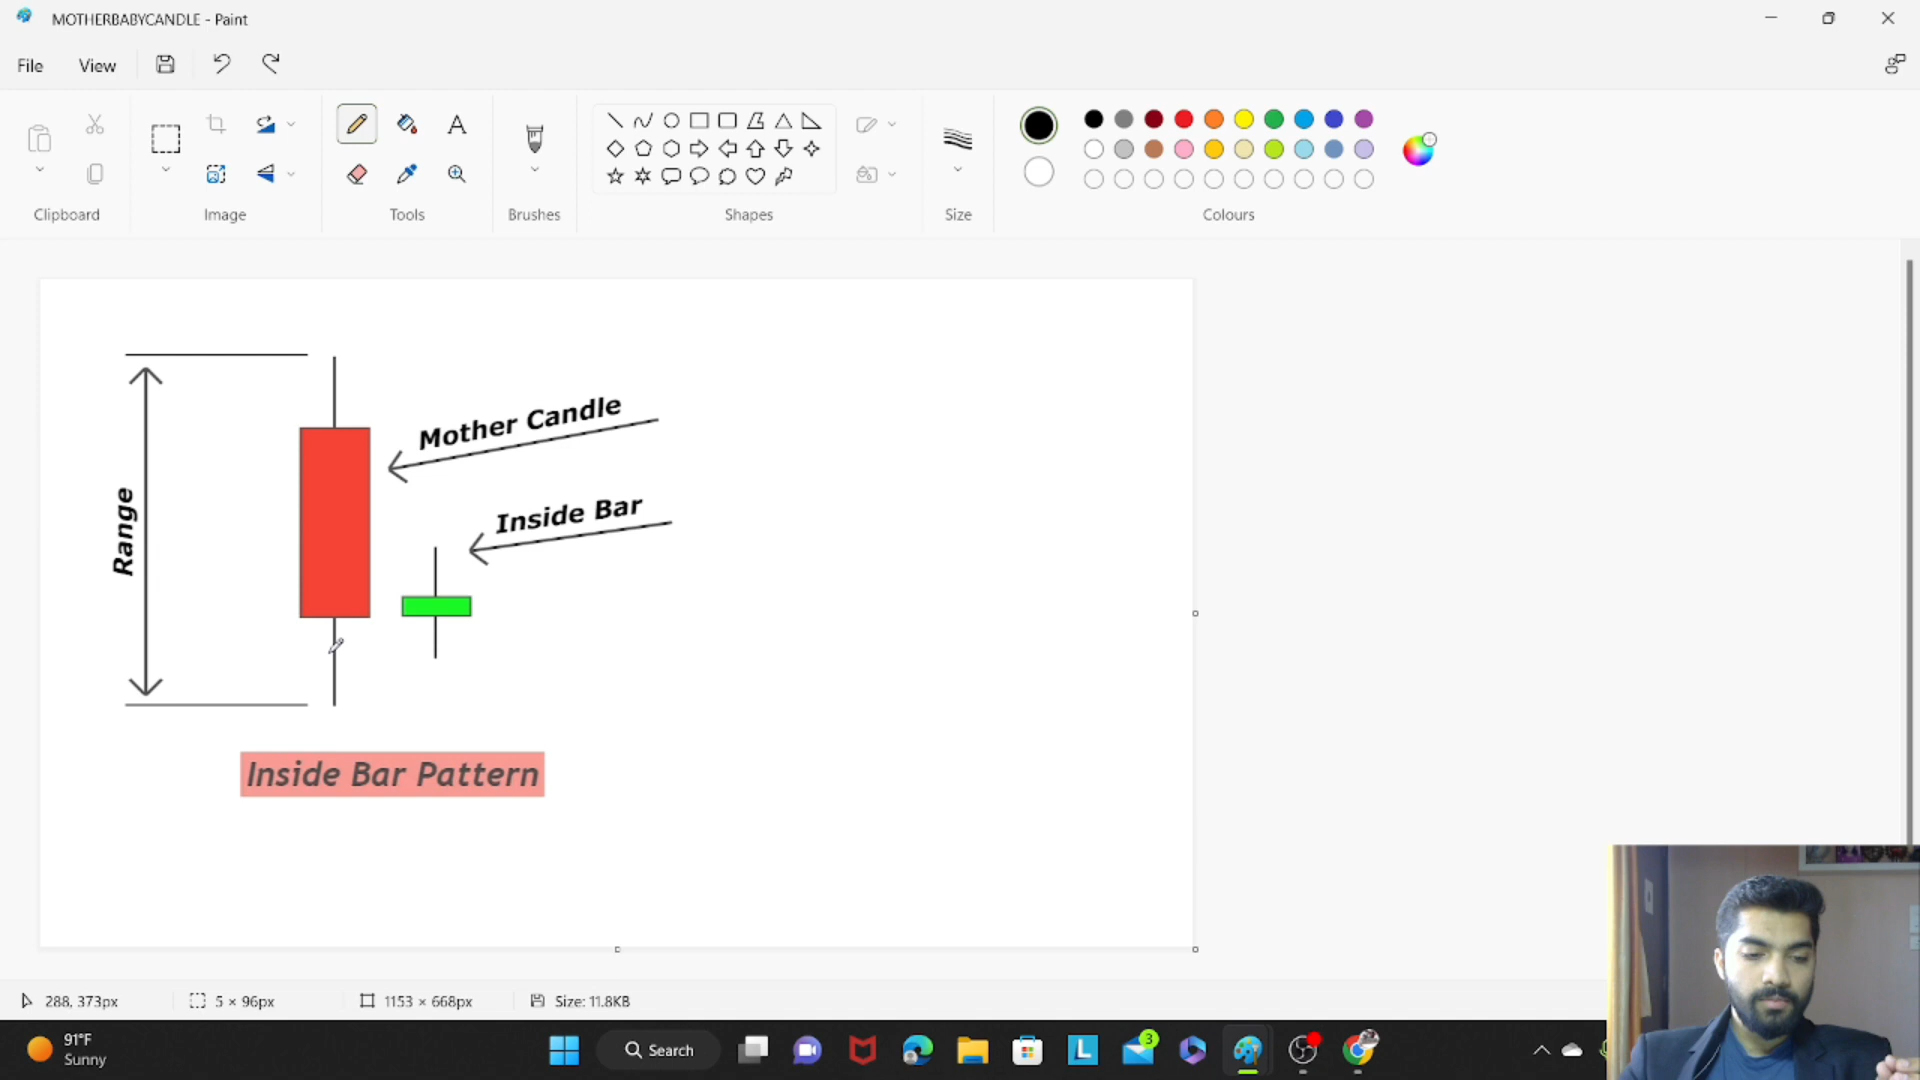 MOTHERBABYCANDLE - Paint
File
View
Clipboard
Image
Tools
Brushes
Shapes
Size
Colours
Mother Candle
Inside Bar
Range
Inside Bar Pattern
288, 373px
5 × 96px
1153 × 668px
Size: 11.8KB
91°F
Sunny
Search
L
3